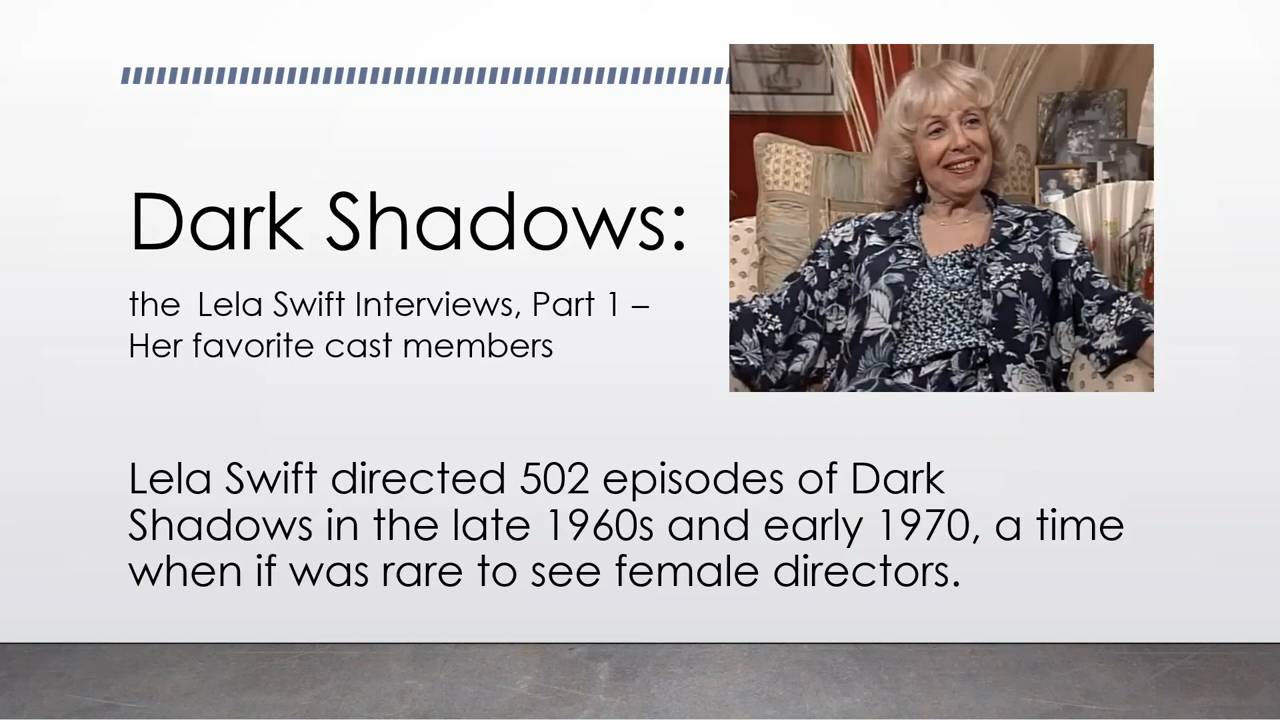 Dark Shadows:
the Lela Swift Interviews, Part 1 –
Her favorite cast members
Lela Swift directed 502 episodes of Dark
Shadows in the late 1960s and early 1970, a time
when if was rare to see female directors.